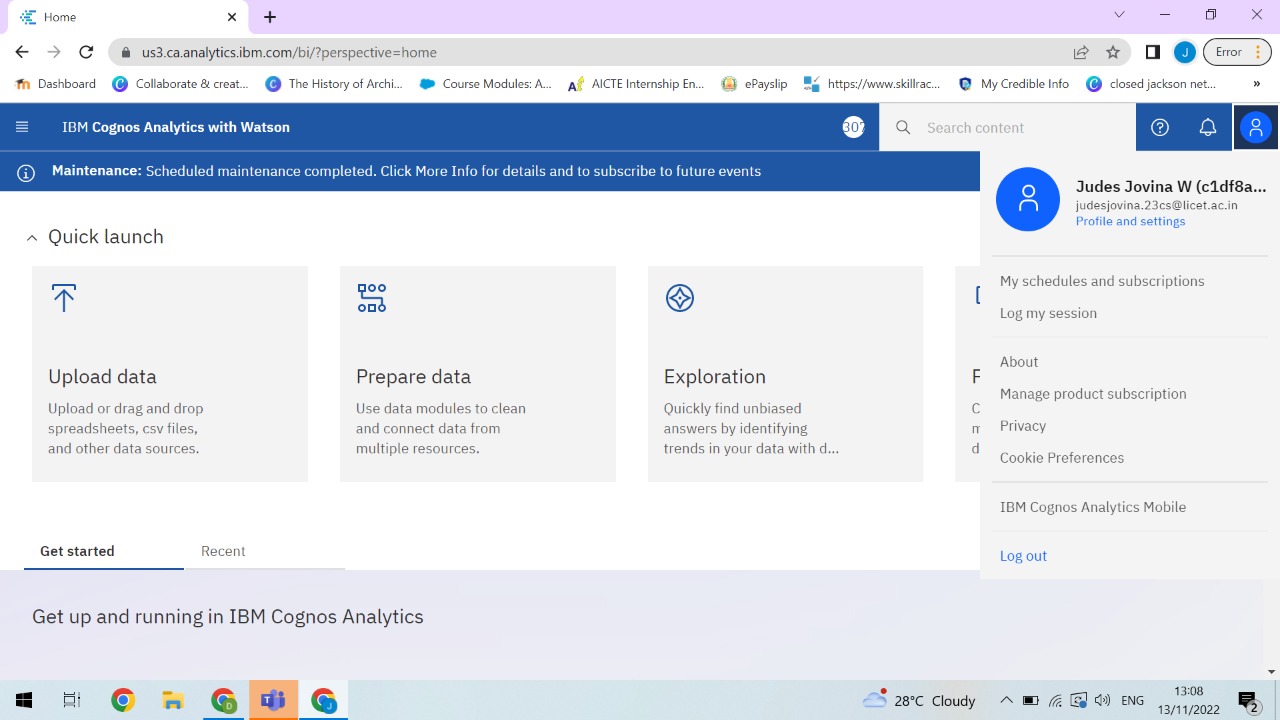 Home
us3.ca.analytics.ibm.com/bi/?perspective=home
J
Error
Dashboard
Collaborate & creat...
The History of Archi...
Course Modules: A...
AICTE Internship En...
ePayslip
https://www.skillrac...
My Credible Info
closed jackson net...
»
IBM Cognos Analytics with Watson
307
Search content
Maintenance: Scheduled maintenance completed. Click More Info for details and to subscribe to future events
Judes Jovina W (c1df8a...
judesjovina.23cs@licet.ac.in
Profile and settings
My schedules and subscriptions
Log my session
About
Manage product subscription
Privacy
Cookie Preferences
IBM Cognos Analytics Mobile
Log out
Quick launch
Upload data
Upload or drag and drop
spreadsheets, csv files,
and other data sources.
Prepare data
Use data modules to clean
and connect data from
multiple resources.
Exploration
Quickly find unbiased
answers by identifying
trends in your data with d...
Get started
Recent
Get up and running in IBM Cognos Analytics
D
J
28°C Cloudy
ENG
13:08
13/11/2022
2